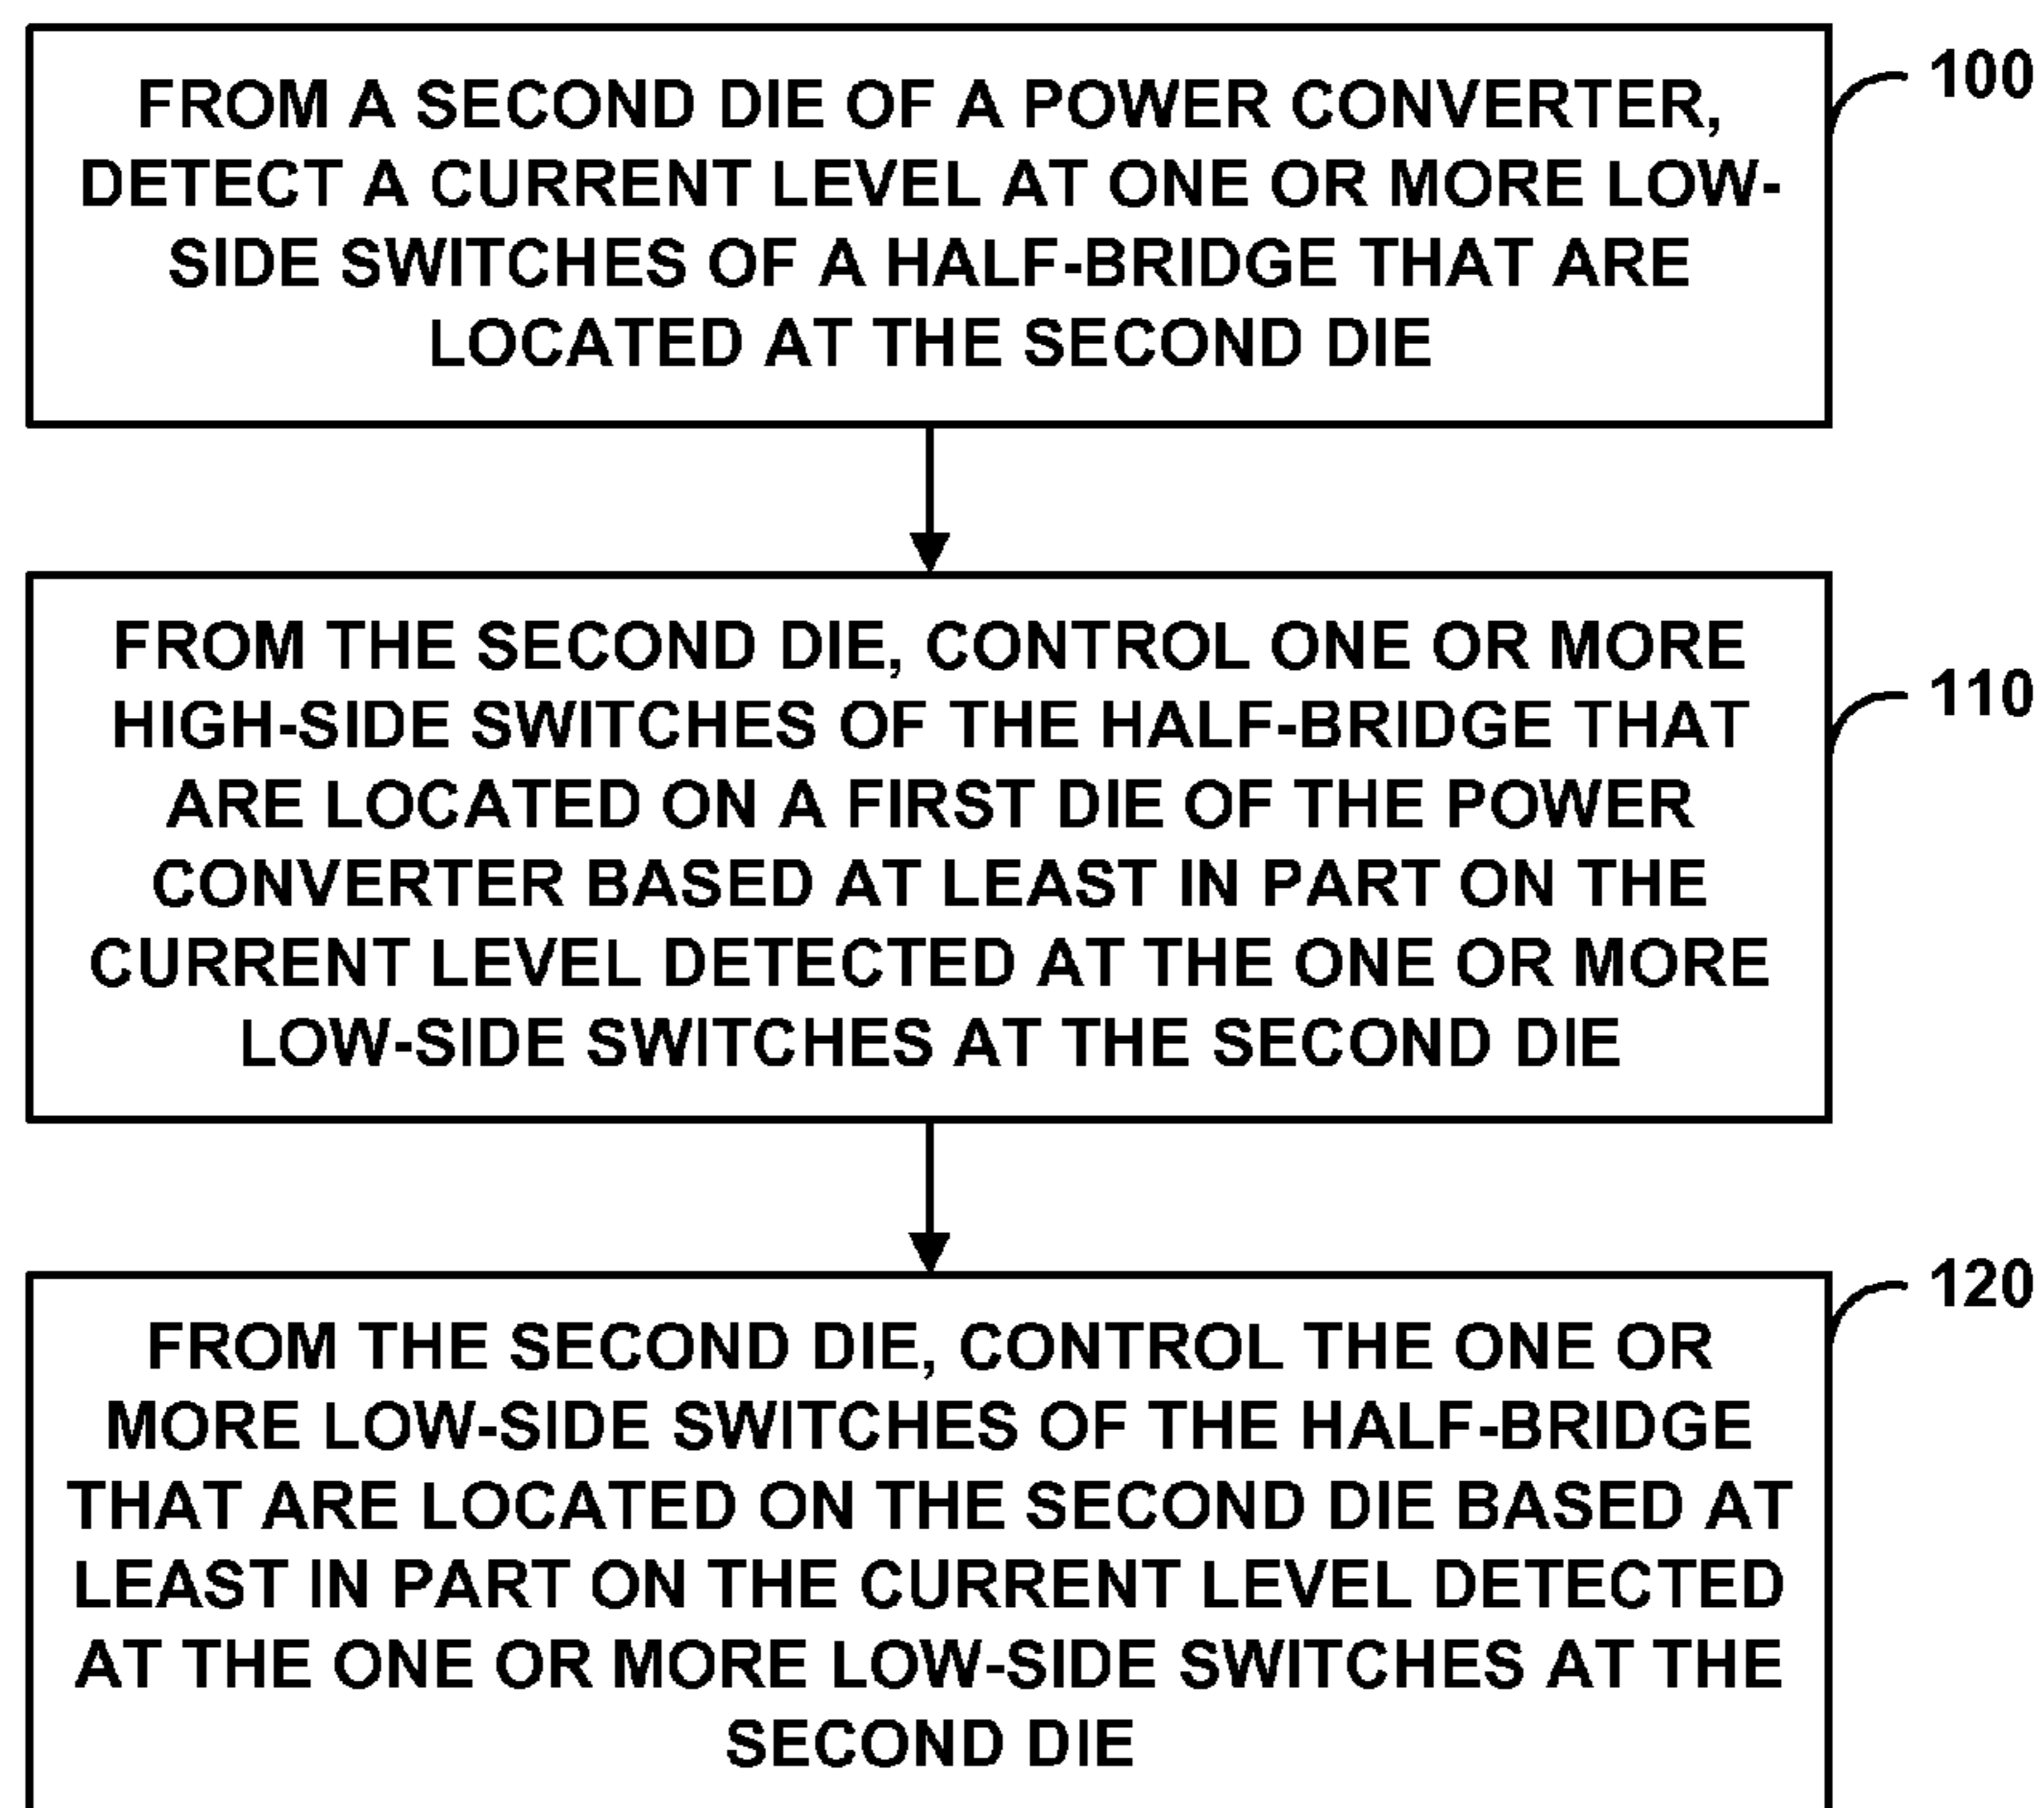 FROM A SECOND DIE OF A POWER CONVERTER,
DETECT A CURRENT LEVEL AT ONE OR MORE LOW-
SIDE SWITCHES OF A HALF-BRIDGE THAT ARE
LOCATED AT THE SECOND DIE
100
FROM THE SECOND DIE, CONTROL ONE OR MORE
HIGH-SIDE SWITCHES OF THE HALF-BRIDGE THAT
ARE LOCATED ON A FIRST DIE OF THE POWER
CONVERTER BASED AT LEAST IN PART ON THE
CURRENT LEVEL DETECTED AT THE ONE OR MORE
LOW-SIDE SWITCHES AT THE SECOND DIE
110
FROM THE SECOND DIE, CONTROL THE ONE OR
MORE LOW-SIDE SWITCHES OF THE HALF-BRIDGE
THAT ARE LOCATED ON THE SECOND DIE BASED AT
LEAST IN PART ON THE CURRENT LEVEL DETECTED
AT THE ONE OR MORE LOW-SIDE SWITCHES AT THE
SECOND DIE
120